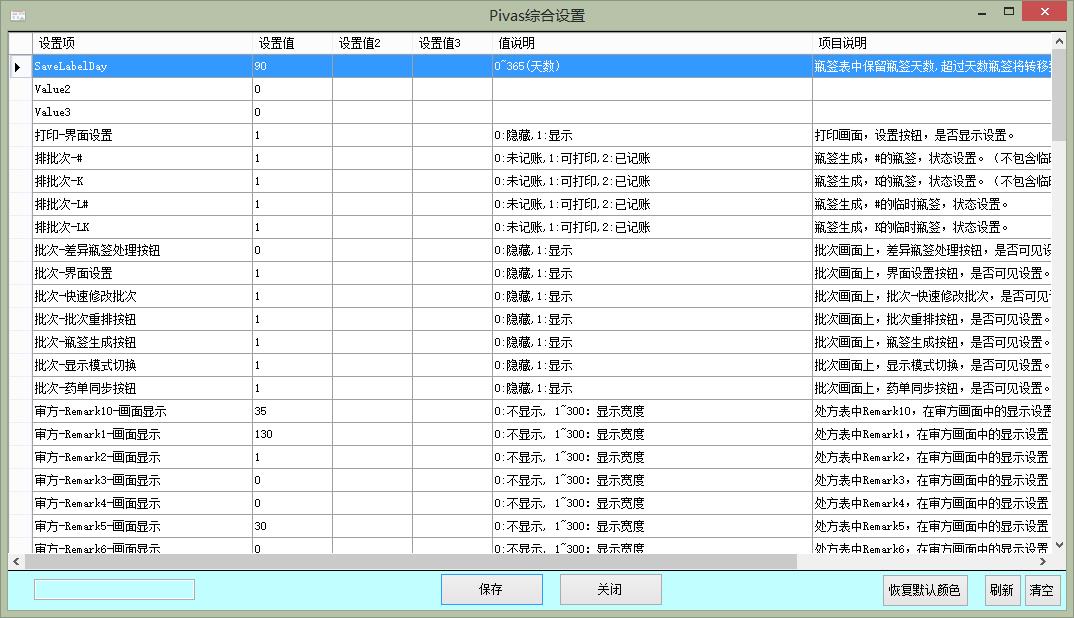 Pivas综合设置
设置项 设置值 设置值2 设置值3 值说明 项目说明
SaveLabelDay 90 0~365(天数) 瓶签表中保留瓶签天数,超过天数瓶签将转移
Value2 0
Value3 0
打印-界面设置 1 0:隐藏,1:显示 打印画面，设置按钮，是否显示设置。
排批次-# 1 0:未记账,1:可打印,2:已记账 瓶签生成，#的瓶签，状态设置。（不包含临
排批次-K 1 0:未记账,1:可打印,2:已记账 瓶签生成，K的瓶签，状态设置。（不包含临
排批次-L# 1 0:未记账,1:可打印,2:已记账 瓶签生成，#的临时瓶签，状态设置。
排批次-LK 1 0:未记账,1:可打印,2:已记账 瓶签生成，K的临时瓶签，状态设置。
批次-差异瓶签处理按钮 0 0:隐藏,1:显示 批次画面上，差异瓶签处理按钮，是否可见设
批次-界面设置 1 0:隐藏,1:显示 批次画面上，界面设置按钮，是否可见设置。
批次-快速修改批次 1 0:隐藏,1:显示 批次画面上，批次-快速修改批次，是否可见
批次-批次重排按钮 1 0:隐藏,1:显示 批次画面上，批次重排按钮，是否可见设置。
批次-瓶签生成按钮 1 0:隐藏,1:显示 批次画面上，瓶签生成按钮，是否可见设置。
批次-显示模式切换 1 0:隐藏,1:显示 批次画面上，显示模式切换，是否可见设置。
批次-药单同步按钮 1 0:隐藏,1:显示 批次画面上，药单同步按钮，是否可见设置。
审方-Remark10-画面显示 35 0:不显示, 1~300：显示宽度 处方表中Remark10，在审方画面中的显示设置
审方-Remark1-画面显示 130 0:不显示, 1~300：显示宽度 处方表中Remark1，在审方画面中的显示设置
审方-Remark2-画面显示 1 0:不显示, 1~300：显示宽度 处方表中Remark2，在审方画面中的显示设置
审方-Remark3-画面显示 0 0:不显示, 1~300：显示宽度 处方表中Remark3，在审方画面中的显示设置
审方-Remark4-画面显示 0 0:不显示, 1~300：显示宽度 处方表中Remark4，在审方画面中的显示设置
审方-Remark5-画面显示 30 0:不显示, 1~300：显示宽度 处方表中Remark5，在审方画面中的显示设置
审方-Remark6-画面显示 0 0:不显示, 1~300：显示宽度 处方表中Remark6，在审方画面中的显示设置
保存 关闭 恢复默认颜色 刷新 清空